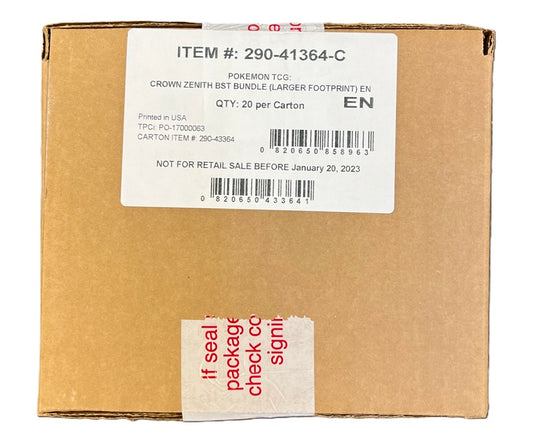 ITEM #: 290-41364-C
POKEMON TCG:
CROWN ZENITH BST BUNDLE (LARGER FOOTPRINT) EN
QTY: 20 per Carton
EN
Printed in USA
TPCi: PO-17000063
CARTON ITEM #: 290-43364
0 820650 858963
NOT FOR RETAIL SALE BEFORE January 20, 2023
0 820650 433641
If seal
package
check co
signi